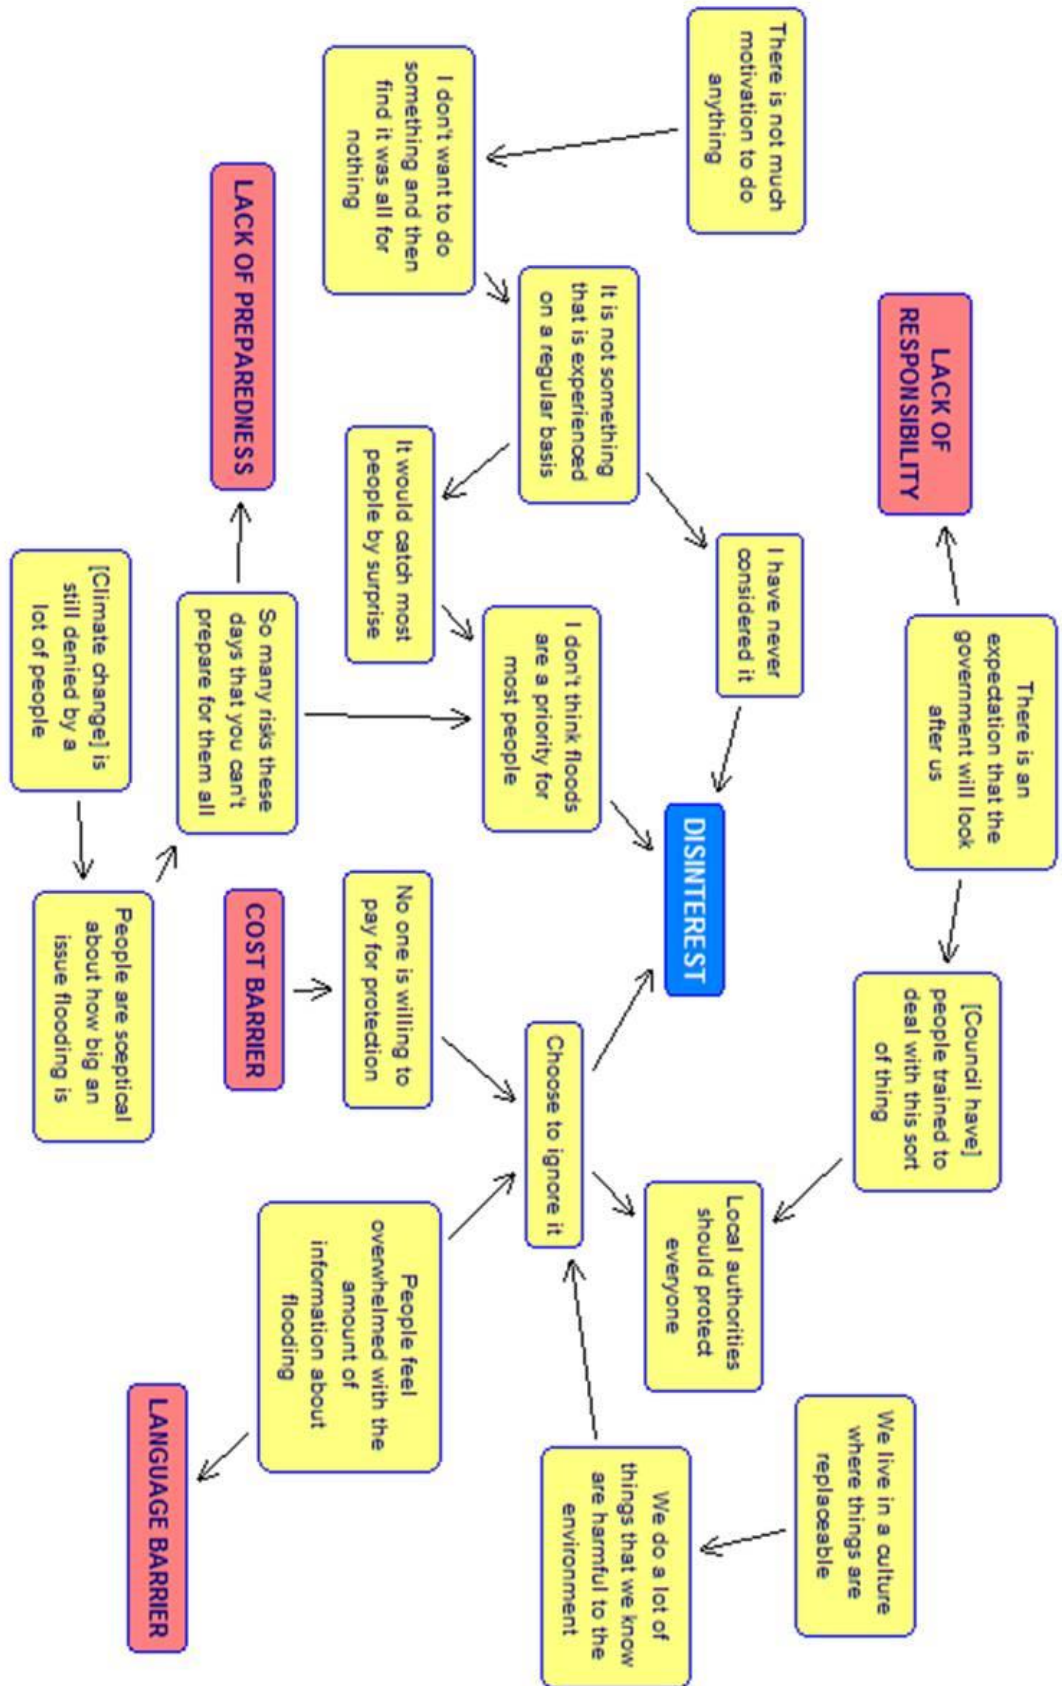 There is not much
motivation to do
anything
I don't want to do
something and then
find it was all for
nothing
LACK OF PREPAREDNESS
LACK OF
RESPONSIBILITY
It is not something
that is experienced
on a regular basis
It would catch most
people by surprise
I have never
considered it
I don't think floods
are a priority for
most people
So many risks these
days that you can't
prepare for them all
[Climate change] is
still denied by a
lot of people
There is an
expectation that the
government will look
after us
DISINTEREST
No one is willing to
pay for protection
COST BARRIER
People are sceptical
about how big an
issue flooding is
[Council have]
people trained to
deal with this sort
of thing
Choose to ignore it
Local authorities
should protect
everyone
People feel
overwhelmed with the
amount of
information about
flooding
LANGUAGE BARRIER
We live in a culture
where things are
replaceable
We do a lot of
things that we know
are harmful to the
environment